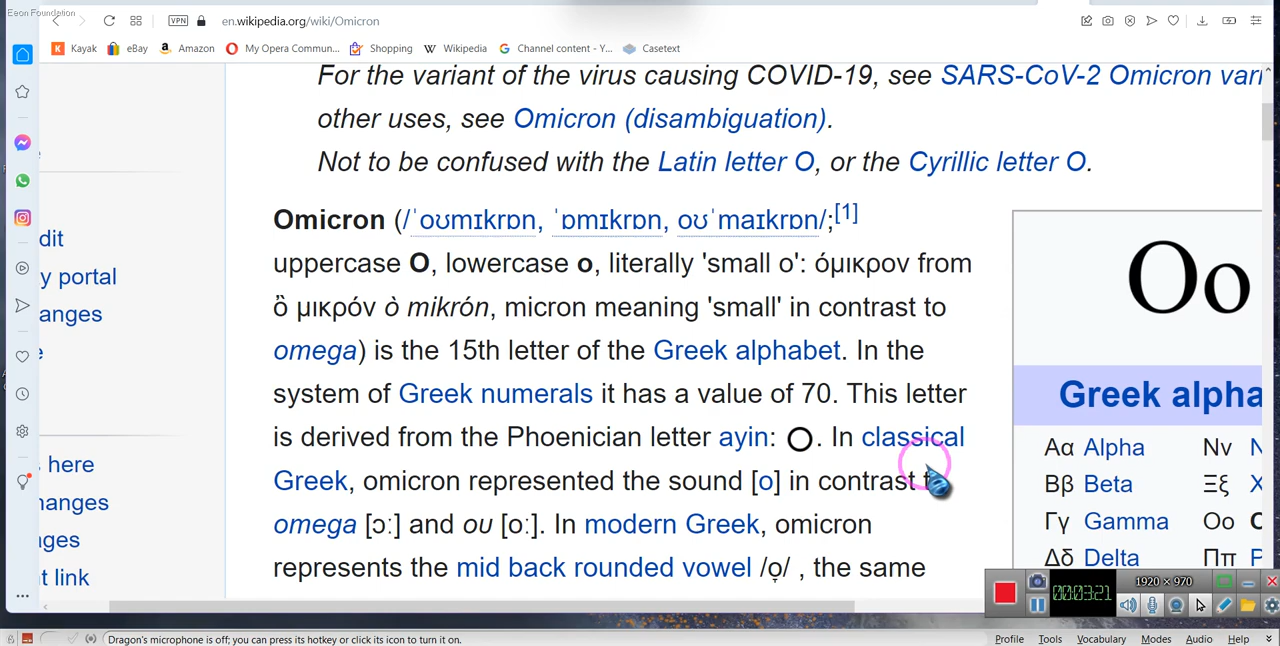 Eeon Foundation
VPN en.wikipedia.org/wiki/Omicron
Kayak eBay Amazon My Opera Commun... Shopping Wikipedia Channel content - Y... Casetext
For the variant of the virus causing COVID-19, see SARS-CoV-2 Omicron vari
other uses, see Omicron (disambiguation).
Not to be confused with the Latin letter O, or the Cyrillic letter O.
Omicron (/ˈoʊmɪkrɒn, ˈɒmɪkrɒn, oʊˈmaɪkrɒn/;[1]
uppercase O, lowercase o, literally 'small o': όμικρον from
ὂ μικρόν ò mikrón, micron meaning 'small' in contrast to
omega) is the 15th letter of the Greek alphabet. In the
system of Greek numerals it has a value of 70. This letter
is derived from the Phoenician letter ayin: . In classical
Greek, omicron represented the sound [o] in contrast t
omega [ɔː] and ου [oː]. In modern Greek, omicron
represents the mid back rounded vowel /o̞/ , the same
dit
y portal
anges
e
here
hanges
ges
t link
Oo
Greek alpha
Αα Alpha Νν N
Ββ Beta Ξξ X
Γγ Gamma Οο O
Δδ Delta Ππ P
00:03:21
1920 × 970
Dragon's microphone is off; you can press its hotkey or click its icon to turn it on.
Profile Tools Vocabulary Modes Audio Help